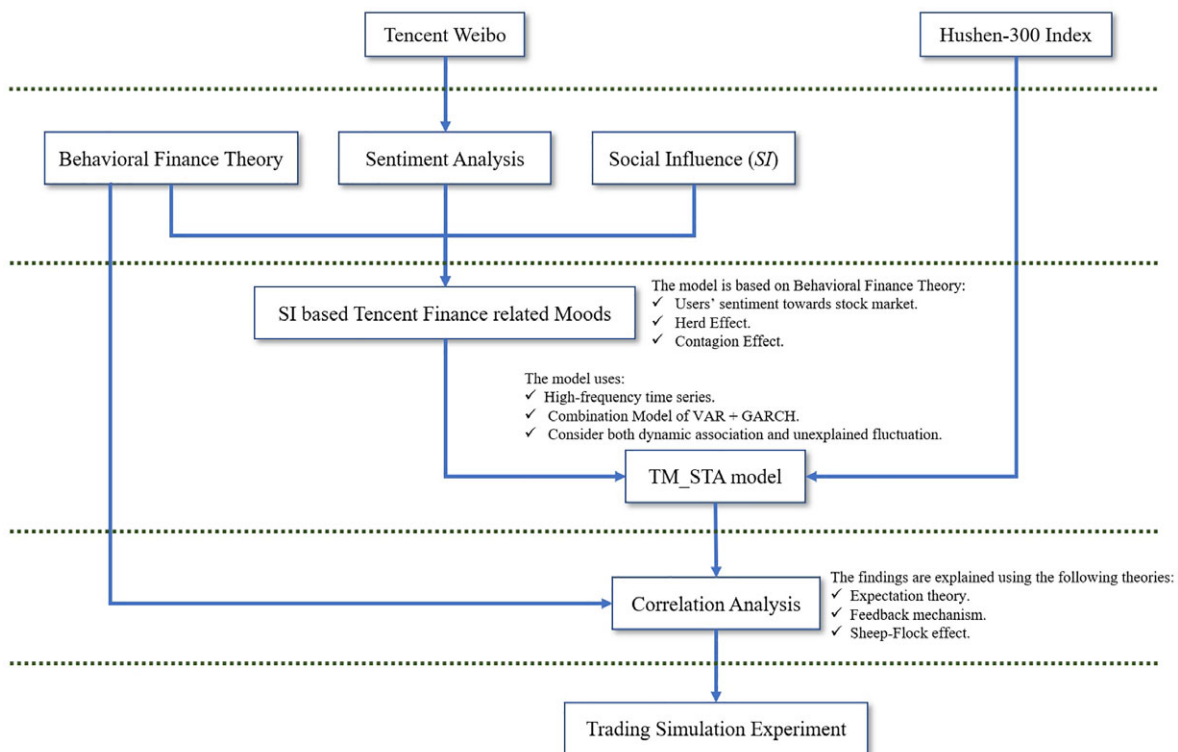 Tencent Weibo
Hushen-300 Index
Behavioral Finance Theory
Sentiment Analysis
Social Influence (SI)
SI based Tencent Finance related Moods
The model is based on Behavioral Finance Theory:
✓ Users' sentiment towards stock market.
✓ Herd Effect.
✓ Contagion Effect.
The model uses:
✓ High-frequency time series.
✓ Combination Model of VAR + GARCH.
✓ Consider both dynamic association and unexplained fluctuation.
TM_STA model
Correlation Analysis
The findings are explained using the following theories:
✓ Expectation theory.
✓ Feedback mechanism.
✓ Sheep-Flock effect.
Trading Simulation Experiment